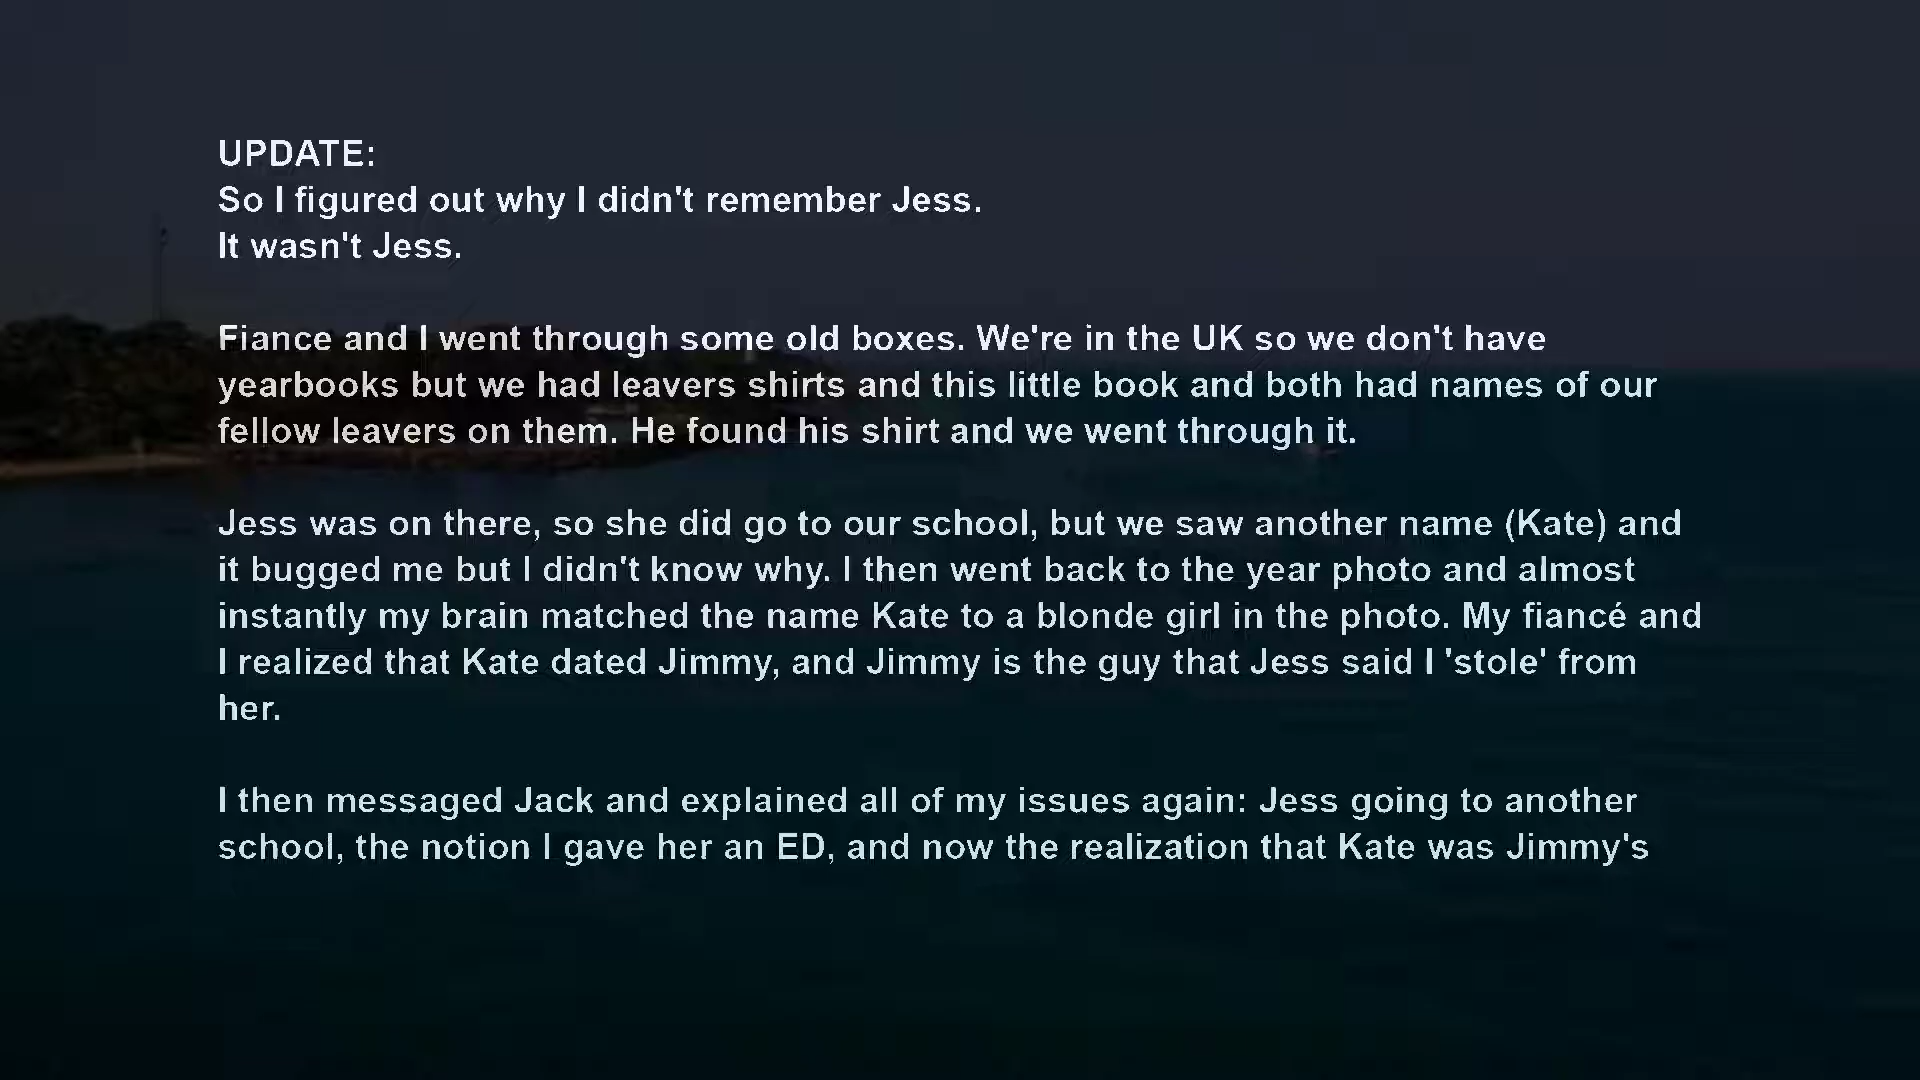 UPDATE:
So I figured out why I didn't remember Jess.
It wasn't Jess.
Fiance and I went through some old boxes. We're in the UK so we don't have
yearbooks but we had leavers shirts and this little book and both had names of our
fellow leavers on them. He found his shirt and we went through it.
Jess was on there, so she did go to our school, but we saw another name (Kate) and
it bugged me but I didn't know why. I then went back to the year photo and almost
instantly my brain matched the name Kate to a blonde girl in the photo. My fiancé and
I realized that Kate dated Jimmy, and Jimmy is the guy that Jess said I 'stole' from
her.
I then messaged Jack and explained all of my issues again: Jess going to another
school, the notion I gave her an ED, and now the realization that Kate was Jimmy's